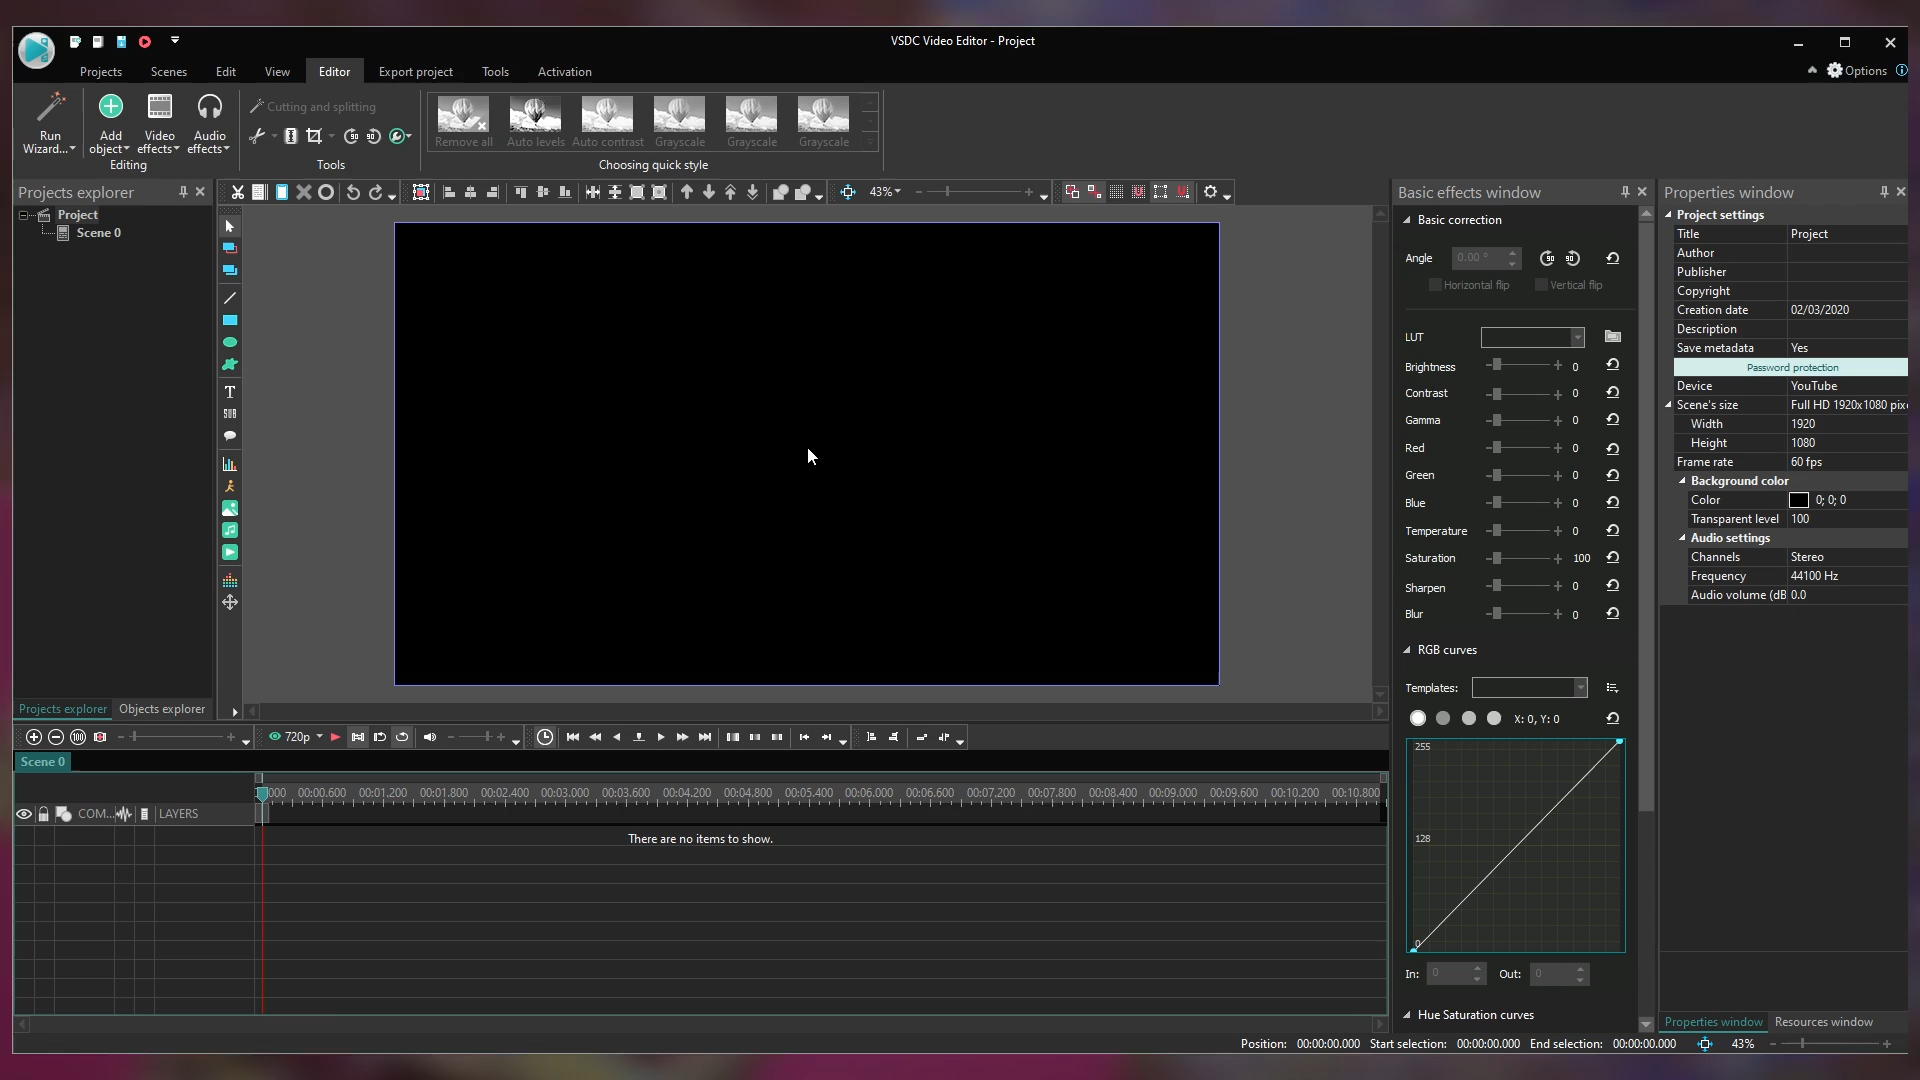 VSDC Video Editor - Project
Projects Scenes Edit View Editor Export project Tools Activation
Options
Run Wizard...
Add object
Video effects
Audio effects
Editing
Cutting and splitting
Tools
Remove all Auto levels Auto contrast Grayscale Grayscale Grayscale
Choosing quick style
Projects explorer
Project
Scene 0
Projects explorer Objects explorer
43%
T
SUB
Basic effects window
Basic correction
Angle 0.00 ° 90 90
Horizontal flip Vertical flip
LUT
Brightness 0
Contrast 0
Gamma 0
Red 0
Green 0
Blue 0
Temperature 0
Saturation 100
Sharpen 0
Blur 0
RGB curves
Templates:
X: 0, Y: 0
255
128
0
In: 0 Out: 0
Hue Saturation curves
Properties window
Project settings
Title Project
Author
Publisher
Copyright
Creation date 02/03/2020
Description
Save metadata Yes
Password protection
Device YouTube
Scene's size Full HD 1920x1080 pix
Width 1920
Height 1080
Frame rate 60 fps
Background color
Color 0; 0; 0
Transparent level 100
Audio settings
Channels Stereo
Frequency 44100 Hz
Audio volume (dB 0.0
Properties window Resources window
720p
Scene 0
000 00:00.600 00:01.200 00:01.800 00:02.400 00:03.000 00:03.600 00:04.200 00:04.800 00:05.400 00:06.000 00:06.600 00:07.200 00:07.800 00:08.400 00:09.000 00:09.600 00:10.200 00:10.800
COM... LAYERS
There are no items to show.
Position: 00:00:00.000 Start selection: 00:00:00.000 End selection: 00:00:00.000 43%